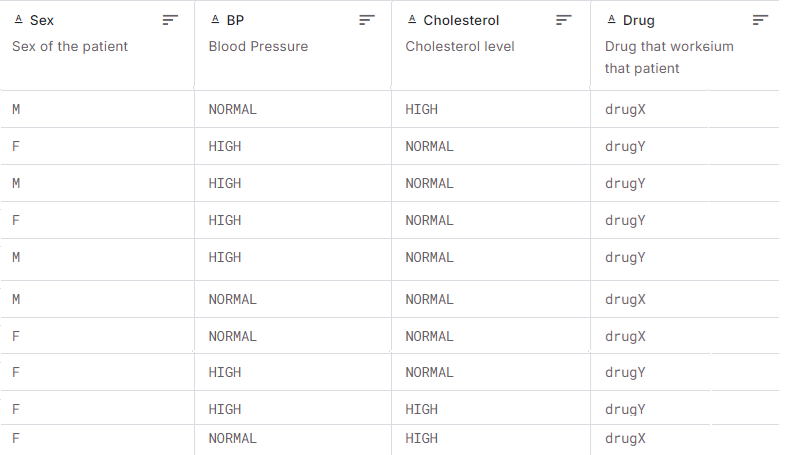 Sex BP Cholesterol Drug
Sex of the patient Blood Pressure Cholesterol level Drug that worksium
that patient
M NORMAL HIGH drugX
F HIGH NORMAL drugY
M HIGH NORMAL drugY
F HIGH NORMAL drugY
M HIGH NORMAL drugY
M NORMAL NORMAL drugX
F NORMAL NORMAL drugX
F HIGH NORMAL drugY
F HIGH HIGH drugY
F NORMAL HIGH drugX